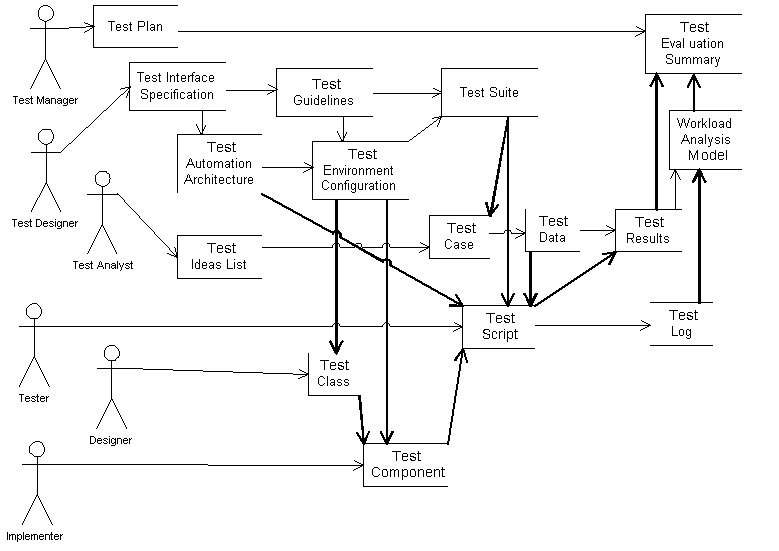 Test Plan
Test
Evaluation
Summary
Test Manager
Test Interface
Specification
Test
Guidelines
Test Suite
Workload
Analysis
Model
Test
Automation
Architecture
Test
Environment
Configuration
Test Designer
Test Analyst
Test
Ideas List
Test
Case
Test
Data
Test
Results
Test
Script
Test
Log
Tester
Test
Class
Designer
Test
Component
Implementer